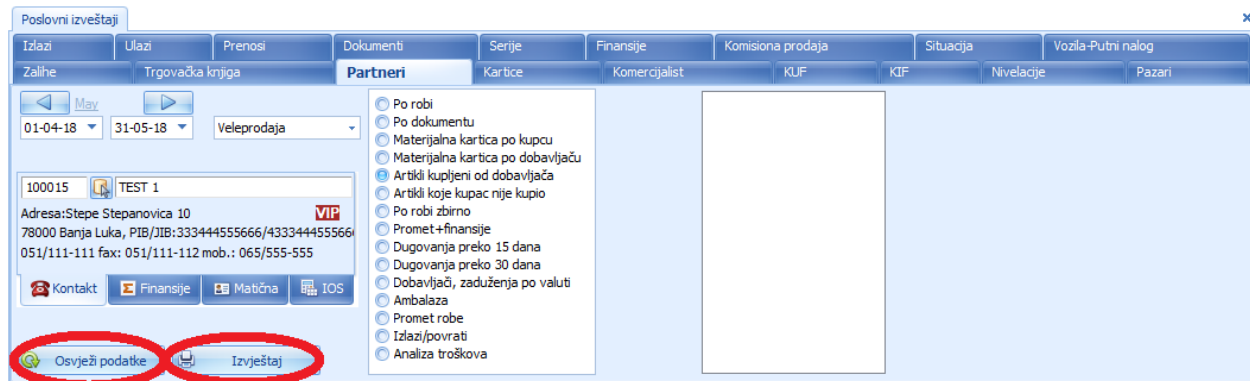 Poslovni izveštaji
Izlazi Ulazi Prenosi Dokumenti Serije Finansije Komisiona prodaja Situacija Vozila-Putni nalog
Zalihe Trgovačka knjiga Partneri Kartice Komercijalist KUF KIF Nivelacije Pazari
May
01-04-18 31-05-18 Veleprodaja
100015 TEST 1
Adresa:Stepe Stepanovica 10 VIP
78000 Banja Luka, PIB/JIB:333444555666/4333444555666
051/111-111 fax: 051/111-112 mob.: 065/555-555
Kontakt Finansije Matična IOS
Osvježi podatke Izvještaj
Po robi
Po dokumentu
Materijalna kartica po kupcu
Materijalna kartica po dobavljaču
Artikli kupljeni od dobavljača
Artikli koje kupac nije kupio
Po robi zbirno
Promet+finansije
Dugovanja preko 15 dana
Dugovanja preko 30 dana
Dobavljači, zaduženja po valuti
Ambalaza
Promet robe
Izlazi/povrati
Analiza troškova